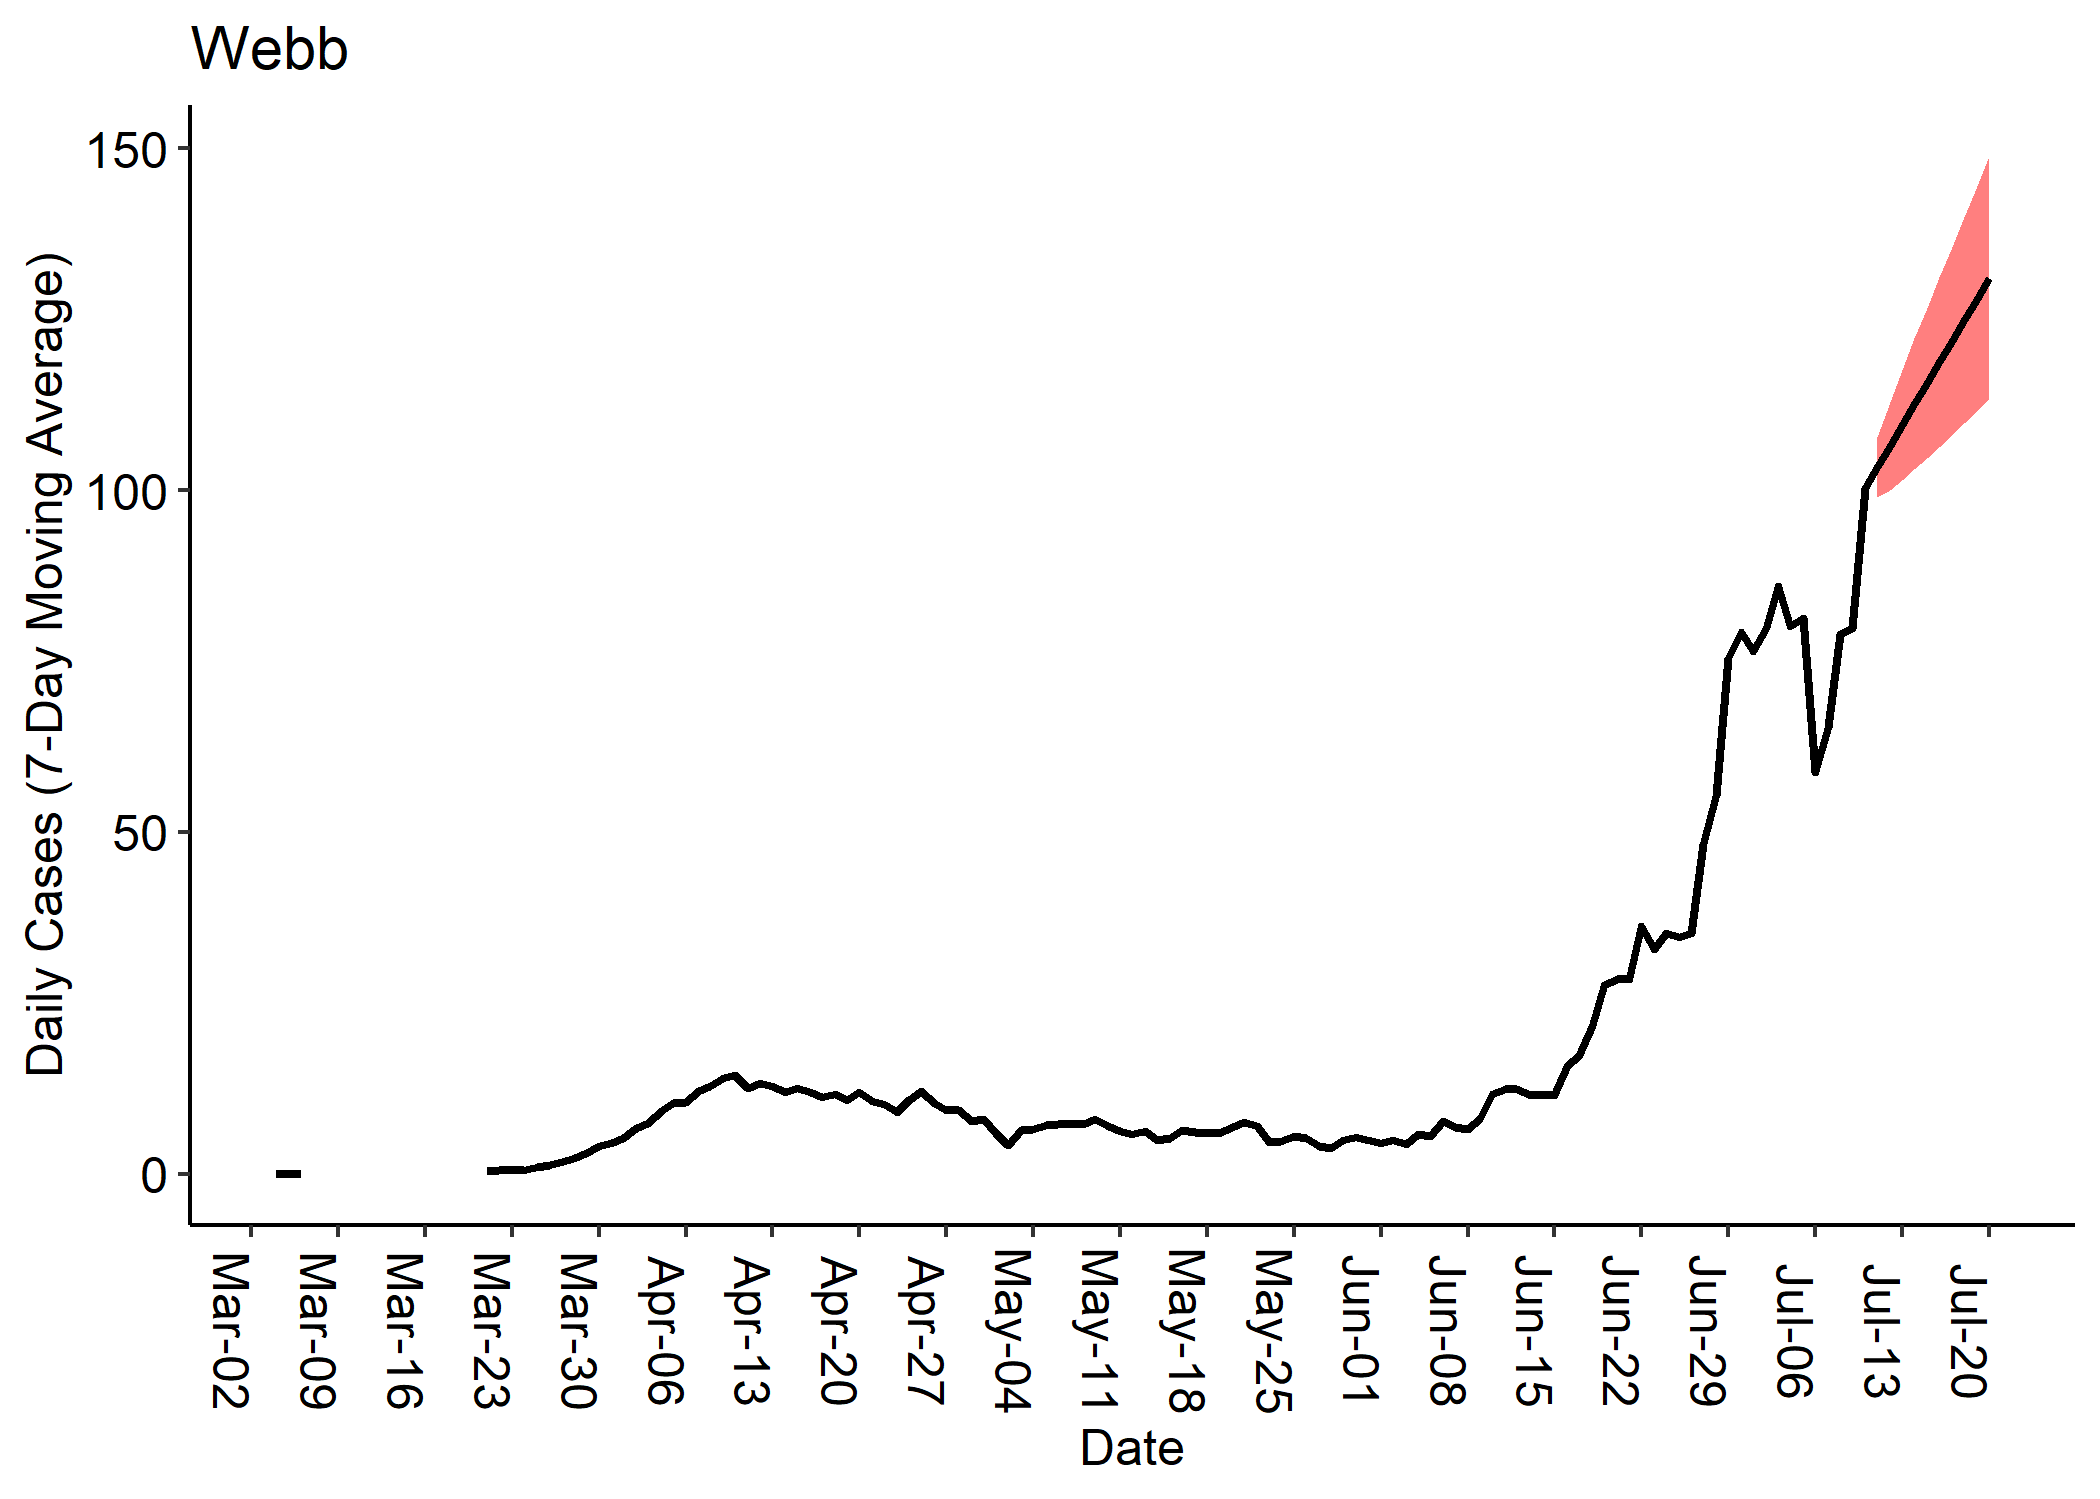 Webb
Daily Cases (7-Day Moving Average)
150
100
50
0
Mar-02
Mar-09
Mar-16
Mar-23
Mar-30
Apr-06
Apr-13
Apr-20
Apr-27
May-04
May-11
May-18
May-25
Jun-01
Jun-08
Jun-15
Jun-22
Jun-29
Jul-06
Jul-13
Jul-20
Date